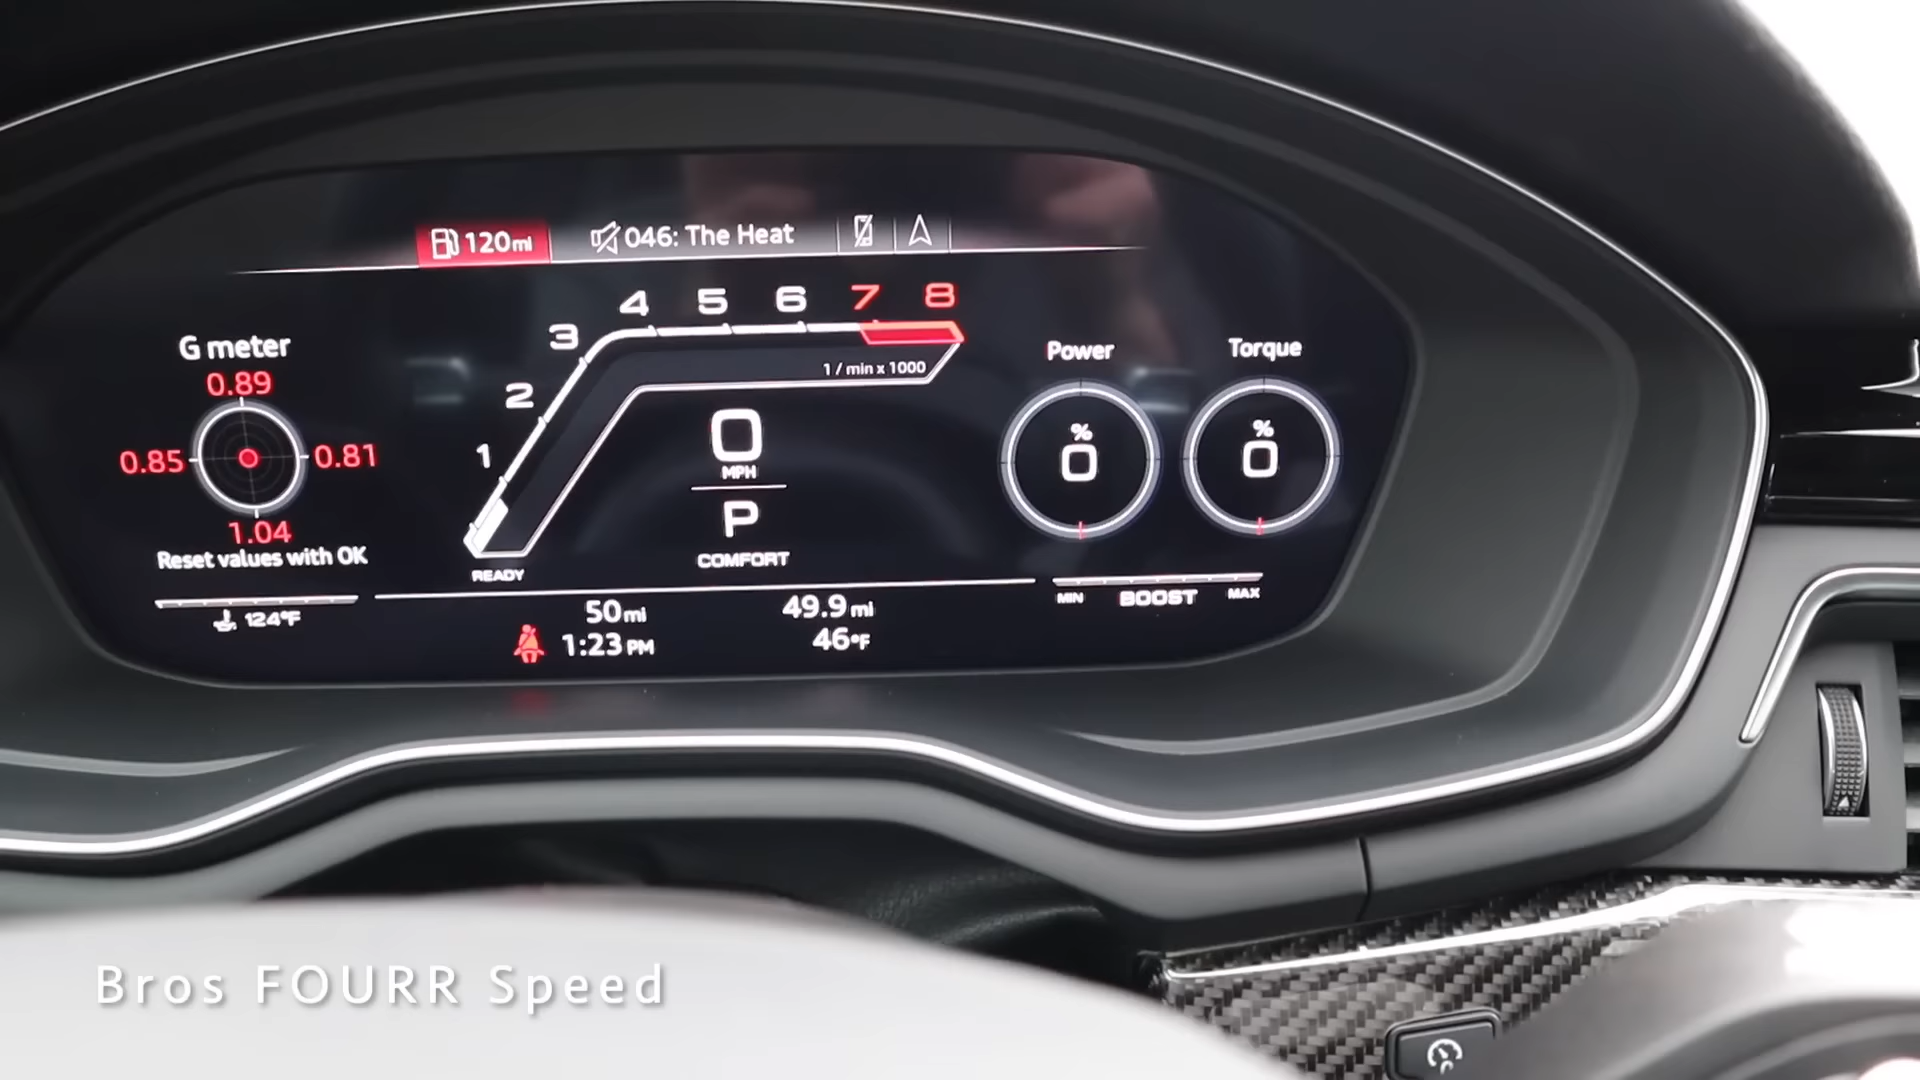 120mi
046: The Heat
1 2 3 4 5 6 7 8
1 / min x 1000
G meter
0.89
0.85 0.81
1.04
Reset values with OK
124°F
0
MPH
P
COMFORT
READY
Power
%
0
Torque
%
0
MIN BOOST MAX
50mi 49.9mi
1:23PM 46°F
Bros FOURR Speed